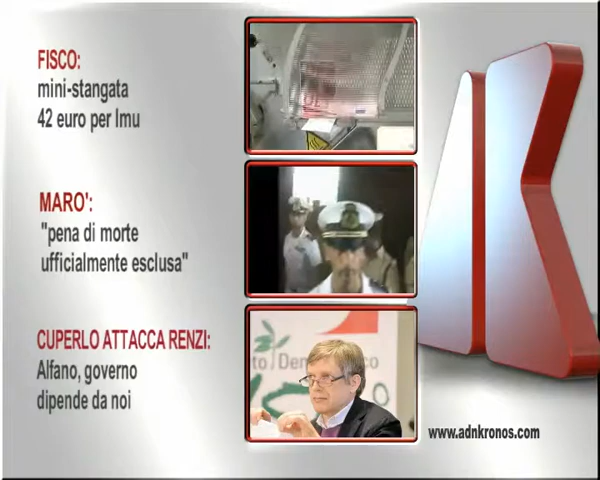 FISCO:
mini-stangata
42 euro per Imu
MARO':
"pena di morte
ufficialmente esclusa"
CUPERLO ATTACCA RENZI:
Alfano, governo
dipende da noi
www.adnkronos.com